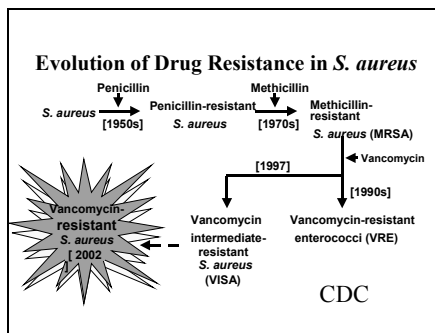 Evolution of Drug Resistance in S. aureus
Penicillin
Methicillin
S. aureus
[1950s]
Penicillin-resistant
S. aureus
[1970s]
Methicillin-
resistant
S. aureus (MRSA)
Vancomycin
[1997]
[1990s]
Vancomycin-
resistant
S. aureus
[ 2002
]
Vancomycin
intermediate-
resistant
S. aureus
(VISA)
Vancomycin-resistant
enterococci (VRE)
CDC